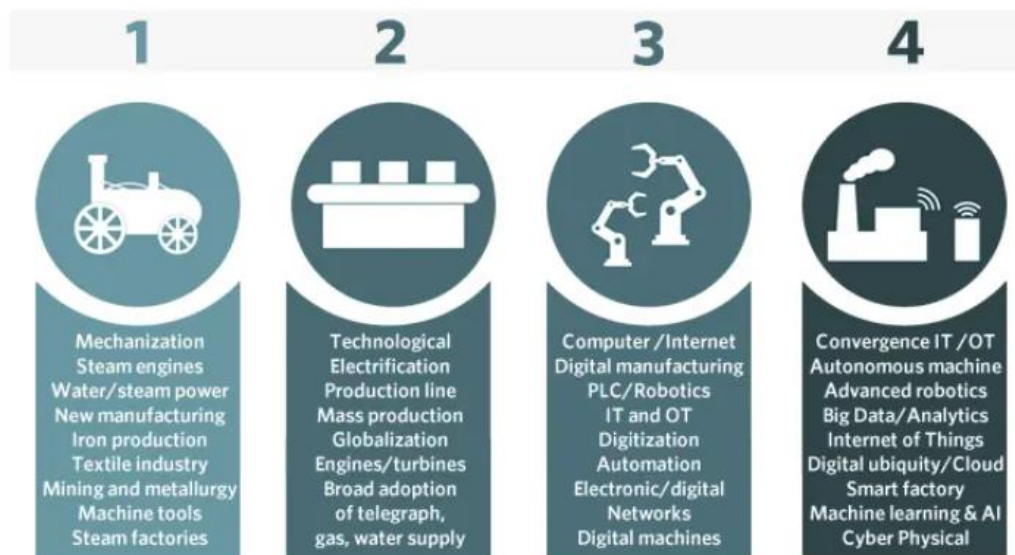 1
2
3
4
Mechanization
Steam engines
Water/steam power
New manufacturing
Iron production
Textile industry
Mining and metallurgy
Machine tools
Steam factories
Technological
Electrification
Production line
Mass production
Globalization
Engines/turbines
Broad adoption
of telegraph,
gas, water supply
Computer /Internet
Digital manufacturing
PLC/Robotics
IT and OT
Digitization
Automation
Electronic/digital
Networks
Digital machines
Convergence IT /OT
Autonomous machine
Advanced robotics
Big Data/Analytics
Internet of Things
Digital ubiquity/Cloud
Smart factory
Machine learning & AI
Cyber Physical